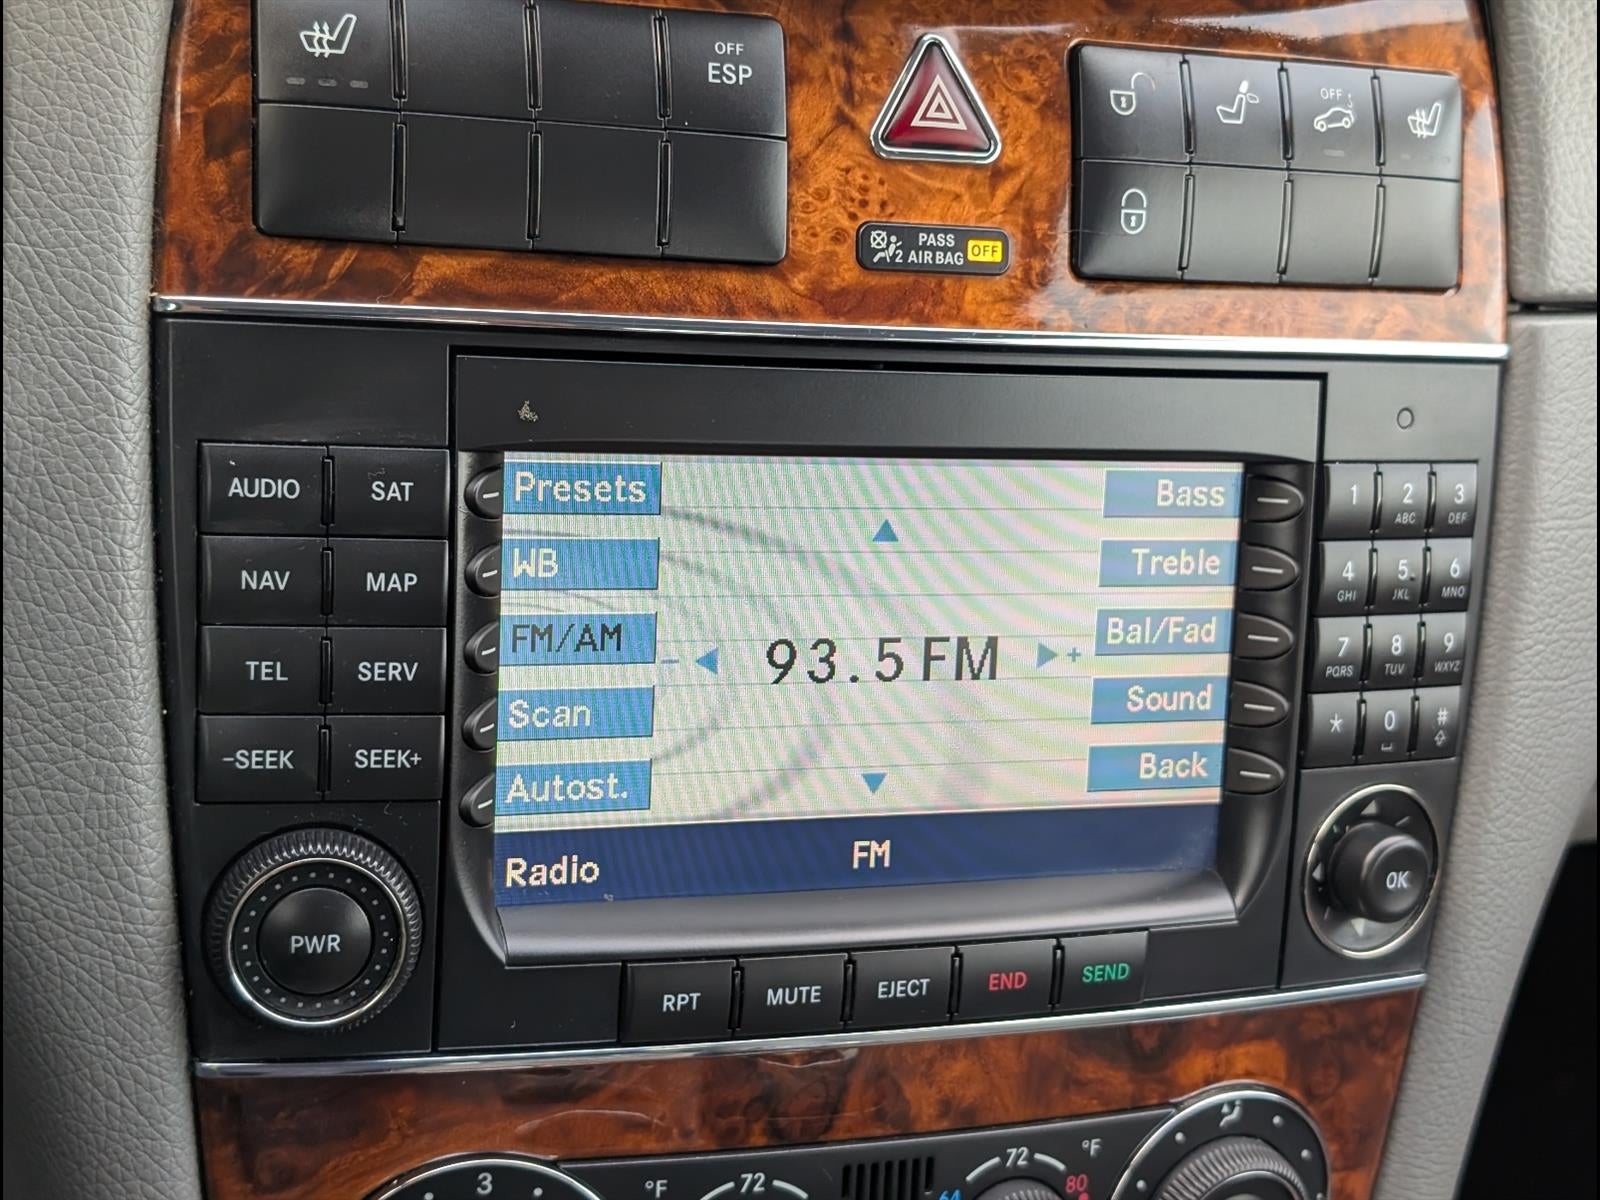 OFF
ESP
OFF
PASS
2 AIR BAG OFF
AUDIO SAT
NAV MAP
TEL SERV
-SEEK SEEK+
PWR
Presets
WB
FM/AM
Scan
Autost.
- 93.5 FM +
Bass
Treble
Bal/Fad
Sound
Back
Radio FM
1 2 3
ABC DEF
4 5 6
GHI JKL MNO
7 8 9
PQRS TUV WXYZ
* 0 #
OK
RPT MUTE EJECT END SEND
3 °F 72 64 72 80 °F